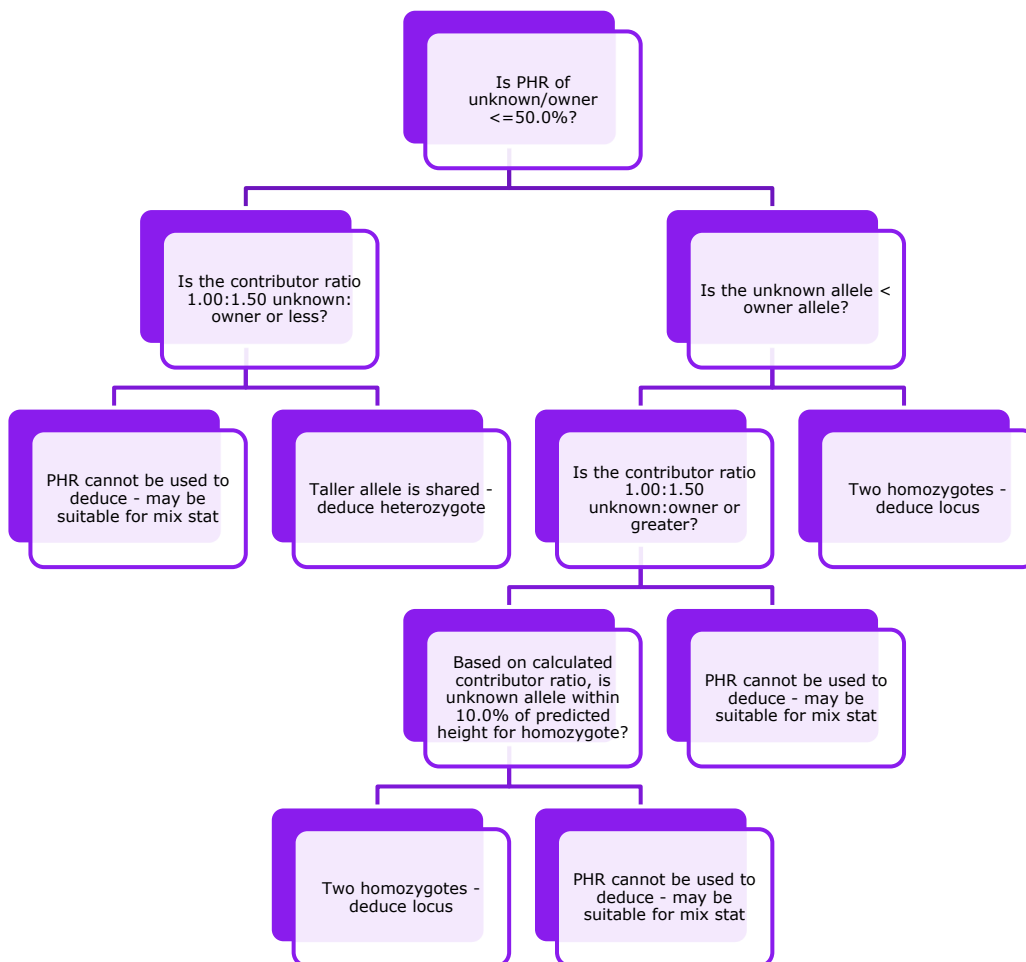 Is PHR of
unknown/owner
<=50.0%?
Is the contributor ratio
1.00:1.50 unknown:
owner or less?
Is the unknown allele <
owner allele?
PHR cannot be used to
deduce - may be
suitable for mix stat
Taller allele is shared -
deduce heterozygote
Is the contributor ratio
1.00:1.50
unknown:owner or
greater?
Two homozygotes -
deduce locus
Based on calculated
contributor ratio, is
unknown allele within
10.0% of predicted
height for homozygote?
PHR cannot be used to
deduce - may be
suitable for mix stat
Two homozygotes -
deduce locus
PHR cannot be used to
deduce - may be
suitable for mix stat